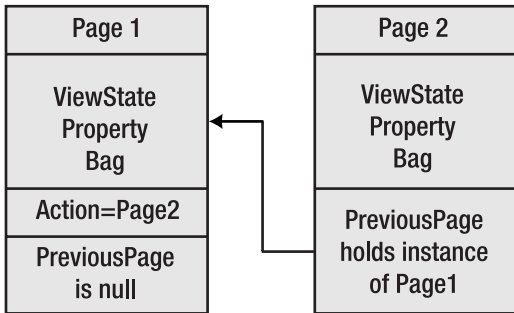 Page 1
ViewState
Property
Bag
Action=Page2
PreviousPage
is null
Page 2
ViewState
Property
Bag
PreviousPage
holds instance
of Page1